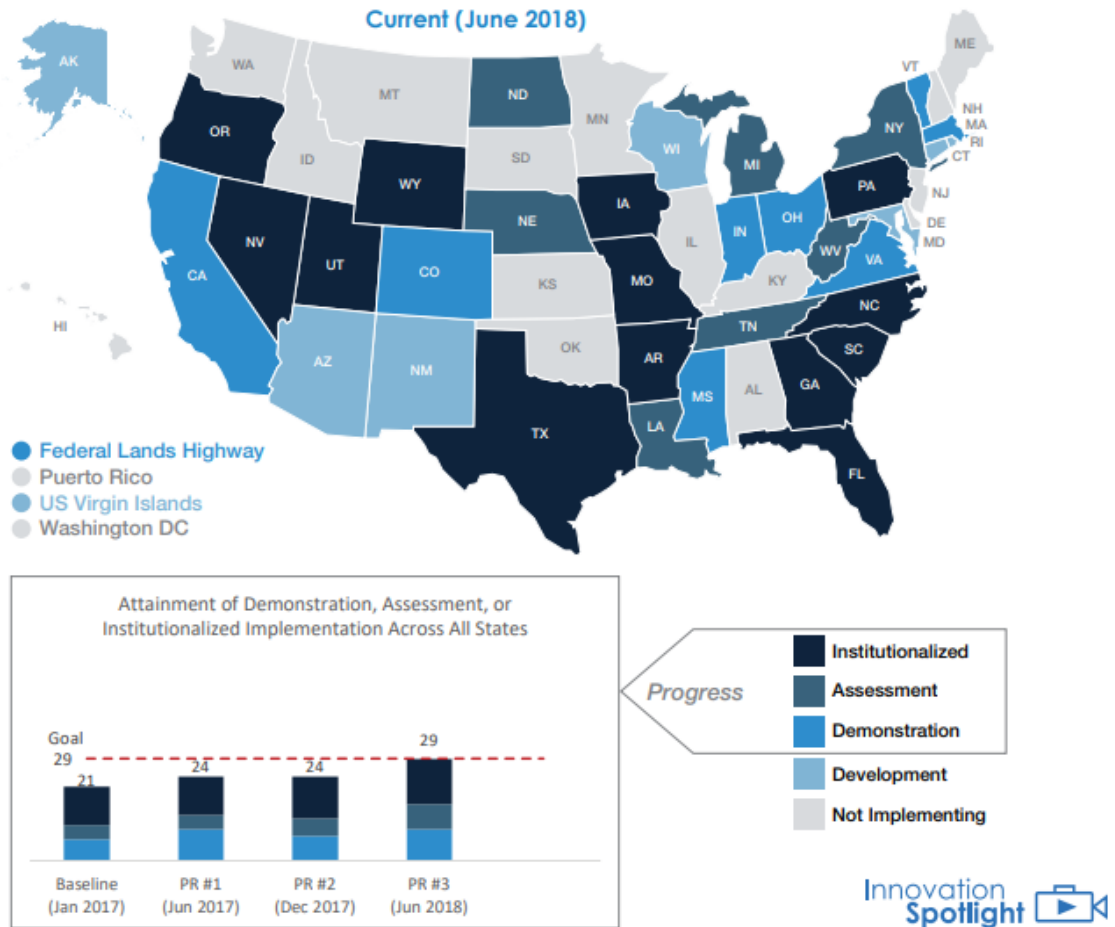 Current (June 2018)
AK
WA
MT
ND
MN
ME
VT
NH
MA
RI
CT
NY
OR
ID
SD
WI
MI
WY
IA
PA
NJ
NE
IL
IN
OH
DE
MD
NV
UT
CO
CA
WV
VA
KS
MO
KY
NC
TN
HI
AZ
NM
OK
AR
SC
MS
AL
GA
LA
TX
FL
Federal Lands Highway
Puerto Rico
US Virgin Islands
Washington DC
Attainment of Demonstration, Assessment, or
Institutionalized Implementation Across All States
Goal
29
21
24
24
29
Baseline
(Jan 2017)
PR #1
(Jun 2017)
PR #2
(Dec 2017)
PR #3
(Jun 2018)
Progress
Institutionalized
Assessment
Demonstration
Development
Not Implementing
Innovation
Spotlight